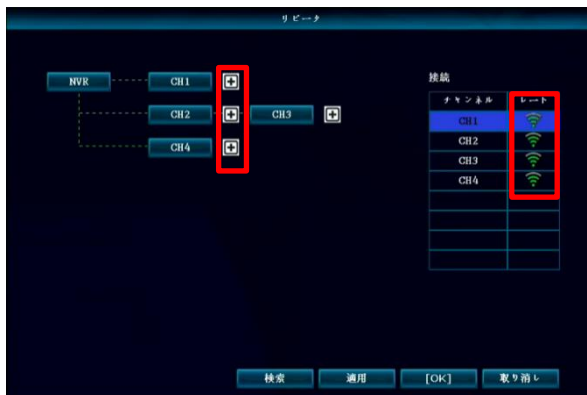 リピータ
NVR CH1
CH2 CH3
CH4
接続
チャンネル レート
CH1
CH2
CH3
CH4
検索 適用 [OK] 取り消し